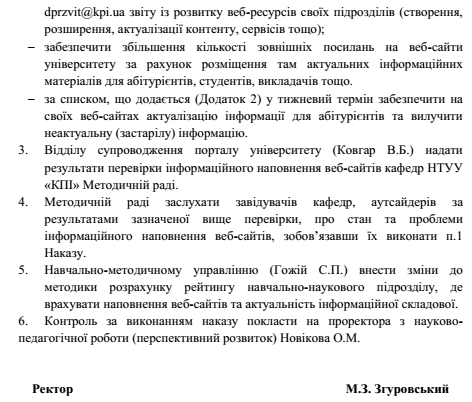 dprzvit@kpi.ua звіту із розвитку веб-ресурсів своїх підрозділів (створення,
розширення, актуалізації контенту, сервісів тощо);
– забезпечити збільшення кількості зовнішніх посилань на веб-сайти
університету за рахунок розміщення там актуальних інформаційних
матеріалів для абітурієнтів, студентів, викладачів тощо.
– за списком, що додається (Додаток 2) у тижневий термін забезпечити на
своїх веб-сайтах актуалізацію інформації для абітурієнтів та вилучити
неактуальну (застарілу) інформацію.
3. Відділу супроводження порталу університету (Ковгар В.Б.) надати
результати перевірки інформаційного наповнення веб-сайтів кафедр НТУУ
«КПІ» Методичній раді.
4. Методичній раді заслухати завідувачів кафедр, аутсайдерів за
результатами зазначеної вище перевірки, про стан та проблеми
інформаційного наповнення веб-сайтів, зобов’язавши їх виконати п.1
Наказу.
5. Навчально-методичному управлінню (Гожій С.П.) внести зміни до
методики розрахунку рейтингу навчально-наукового підрозділу, де
врахувати наповнення веб-сайтів та актуальність інформаційної складової.
6. Контроль за виконанням наказу покласти на проректора з науково-
педагогічної роботи (перспективний розвиток) Новікова О.М.
Ректор М.З. Згуровський